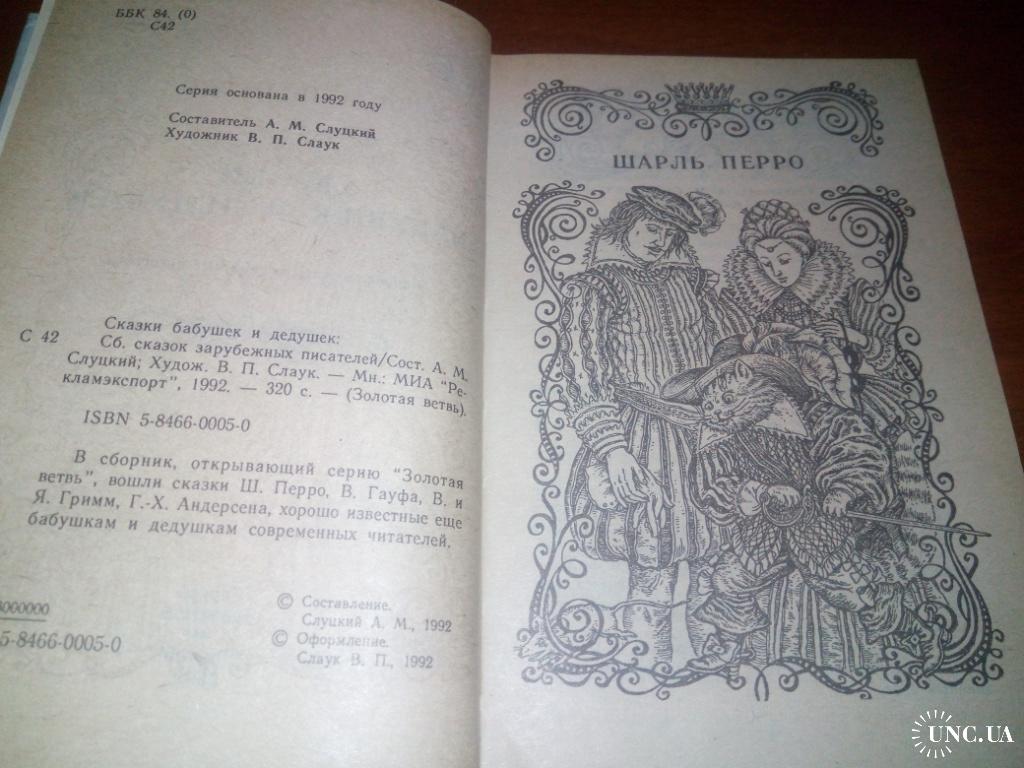 ББК 84. (0)
С42
Серия основана в 1992 году
Составитель А. М. Слуцкий
Художник В. П. Слаук
Сказки бабушек и дедушек:
С 42 Сб. сказок зарубежных писателей/Сост. А. М.
Слуцкий; Худож. В. П. Слаук. — Мн.: МИА "Ре-
кламэкспорт", 1992. — 320 с. — (Золотая ветвь).
ISBN 5-8466-0005-0
В сборник, открывающий серию "Золотая
ветвь", вошли сказки Ш. Перро, В. Гауфа, В. и
Я. Гримм, Г.-Х. Андерсена, хорошо известные еще
бабушкам и дедушкам современных читателей.
5-8466-0005-0
© Составление.
Слуцкий А. М., 1992
© Оформление.
Слаук В. П., 1992
ШАРЛЬ ПЕРРО
UNC.UA